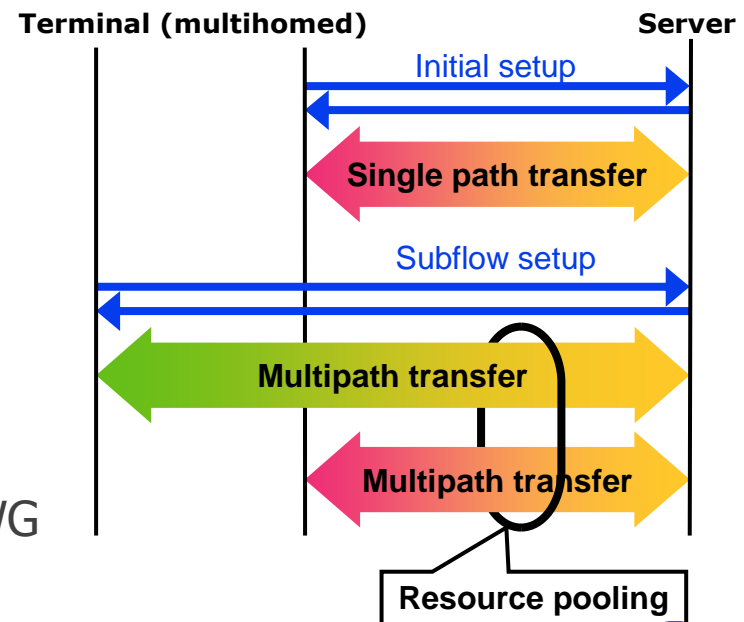 Terminal (multihomed) Server
Initial setup
Single path transfer
Subflow setup
Multipath transfer
Multipath transfer
Resource pooling